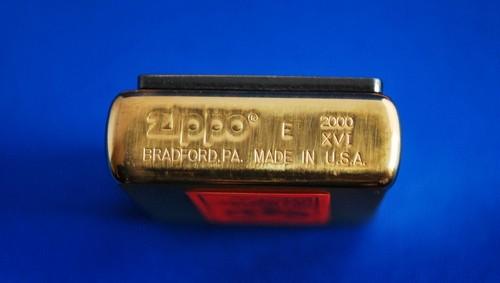 Zippo® E 2000
XVI
BRADFORD,PA. MADE IN U.S.A.